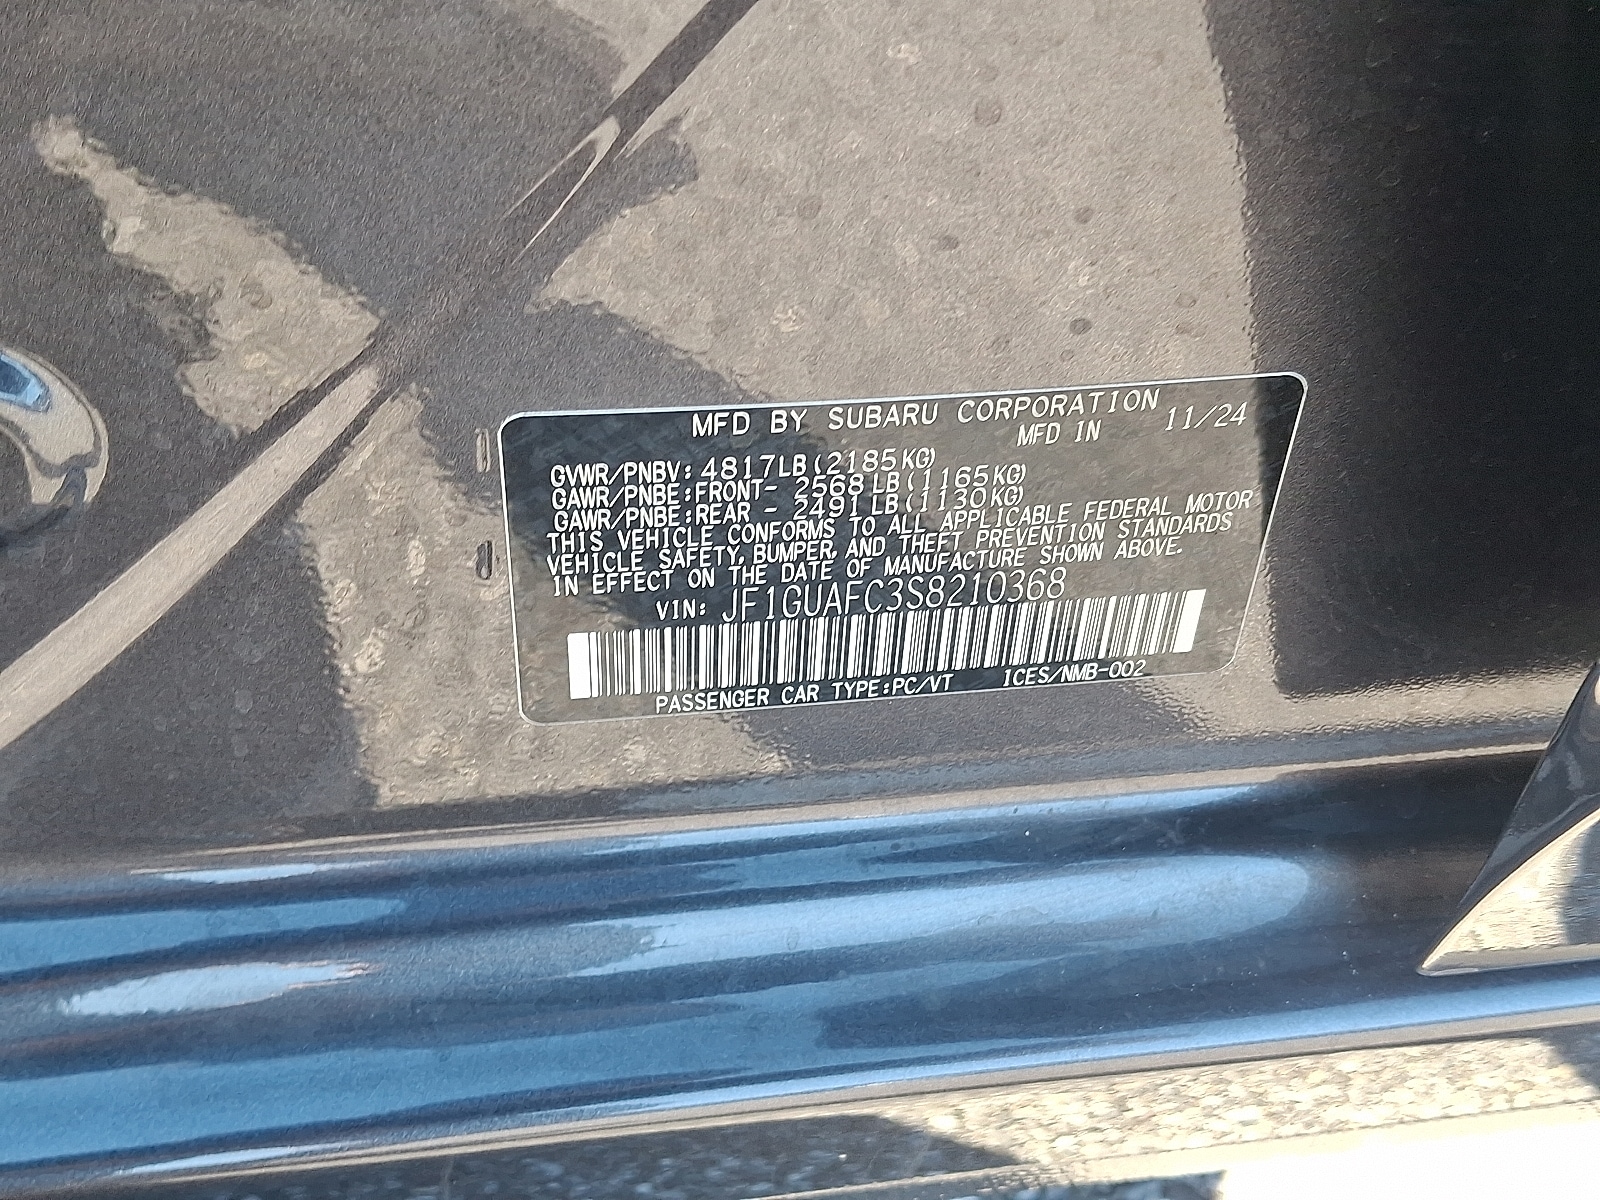 MFD BY SUBARU CORPORATION
MFD IN 11/24
GVWR/PNBV: 4817LB(2185KG)
GAWR/PNBE:FRONT- 2568LB(1165KG)
GAWR/PNBE:REAR - 2491LB(1130KG)
THIS VEHICLE CONFORMS TO ALL APPLICABLE FEDERAL MOTOR
VEHICLE SAFETY, BUMPER, AND THEFT PREVENTION STANDARDS
IN EFFECT ON THE DATE OF MANUFACTURE SHOWN ABOVE.
VIN: JF1GUAFC3S8210368
PASSENGER CAR TYPE:PC/VT ICES/NMB-002